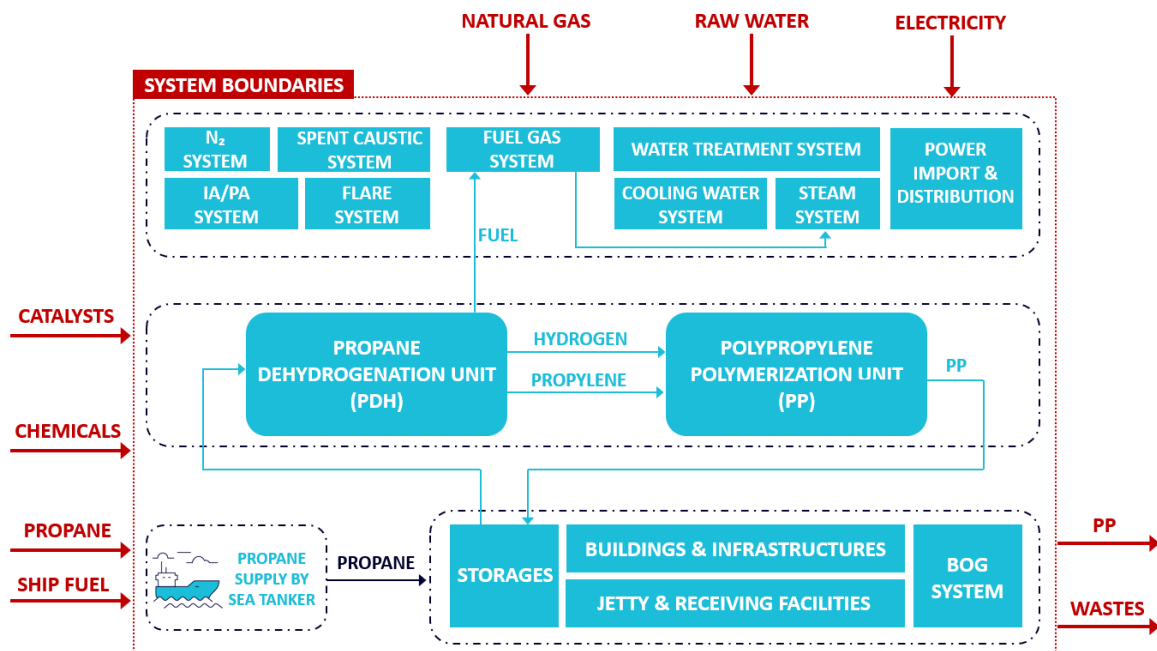 NATURAL GAS
RAW WATER
ELECTRICITY
SYSTEM BOUNDARIES
N₂
SYSTEM
SPENT CAUSTIC
SYSTEM
FUEL GAS
SYSTEM
WATER TREATMENT SYSTEM
POWER
IMPORT &
DISTRIBUTION
IA/PA
SYSTEM
FLARE
SYSTEM
COOLING WATER
SYSTEM
STEAM
SYSTEM
FUEL
CATALYSTS
PROPANE
DEHYDROGENATION UNIT
(PDH)
HYDROGEN
PROPYLENE
POLYPROPYLENE
POLYMERIZATION UNIT
(PP)
PP
CHEMICALS
PROPANE
SHIP FUEL
PROPANE
SUPPLY BY
SEA TANKER
PROPANE
STORAGES
BUILDINGS & INFRASTRUCTURES
JETTY & RECEIVING FACILITIES
BOG
SYSTEM
PP
WASTES